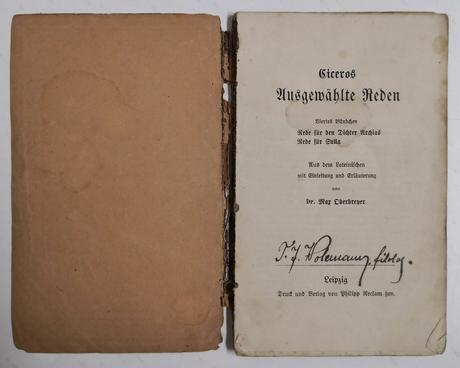 Ciceros
Ausgewählte Reden
Viertes Bändchen
Rede für den Dichter Archias
Rede für Sulla
Aus dem Lateinischen
mit Einleitung und Erläuterung
von
Dr. Max Oberbreyer
filolog.
Leipzig
Druck und Verlag von Philipp Reclam jun.